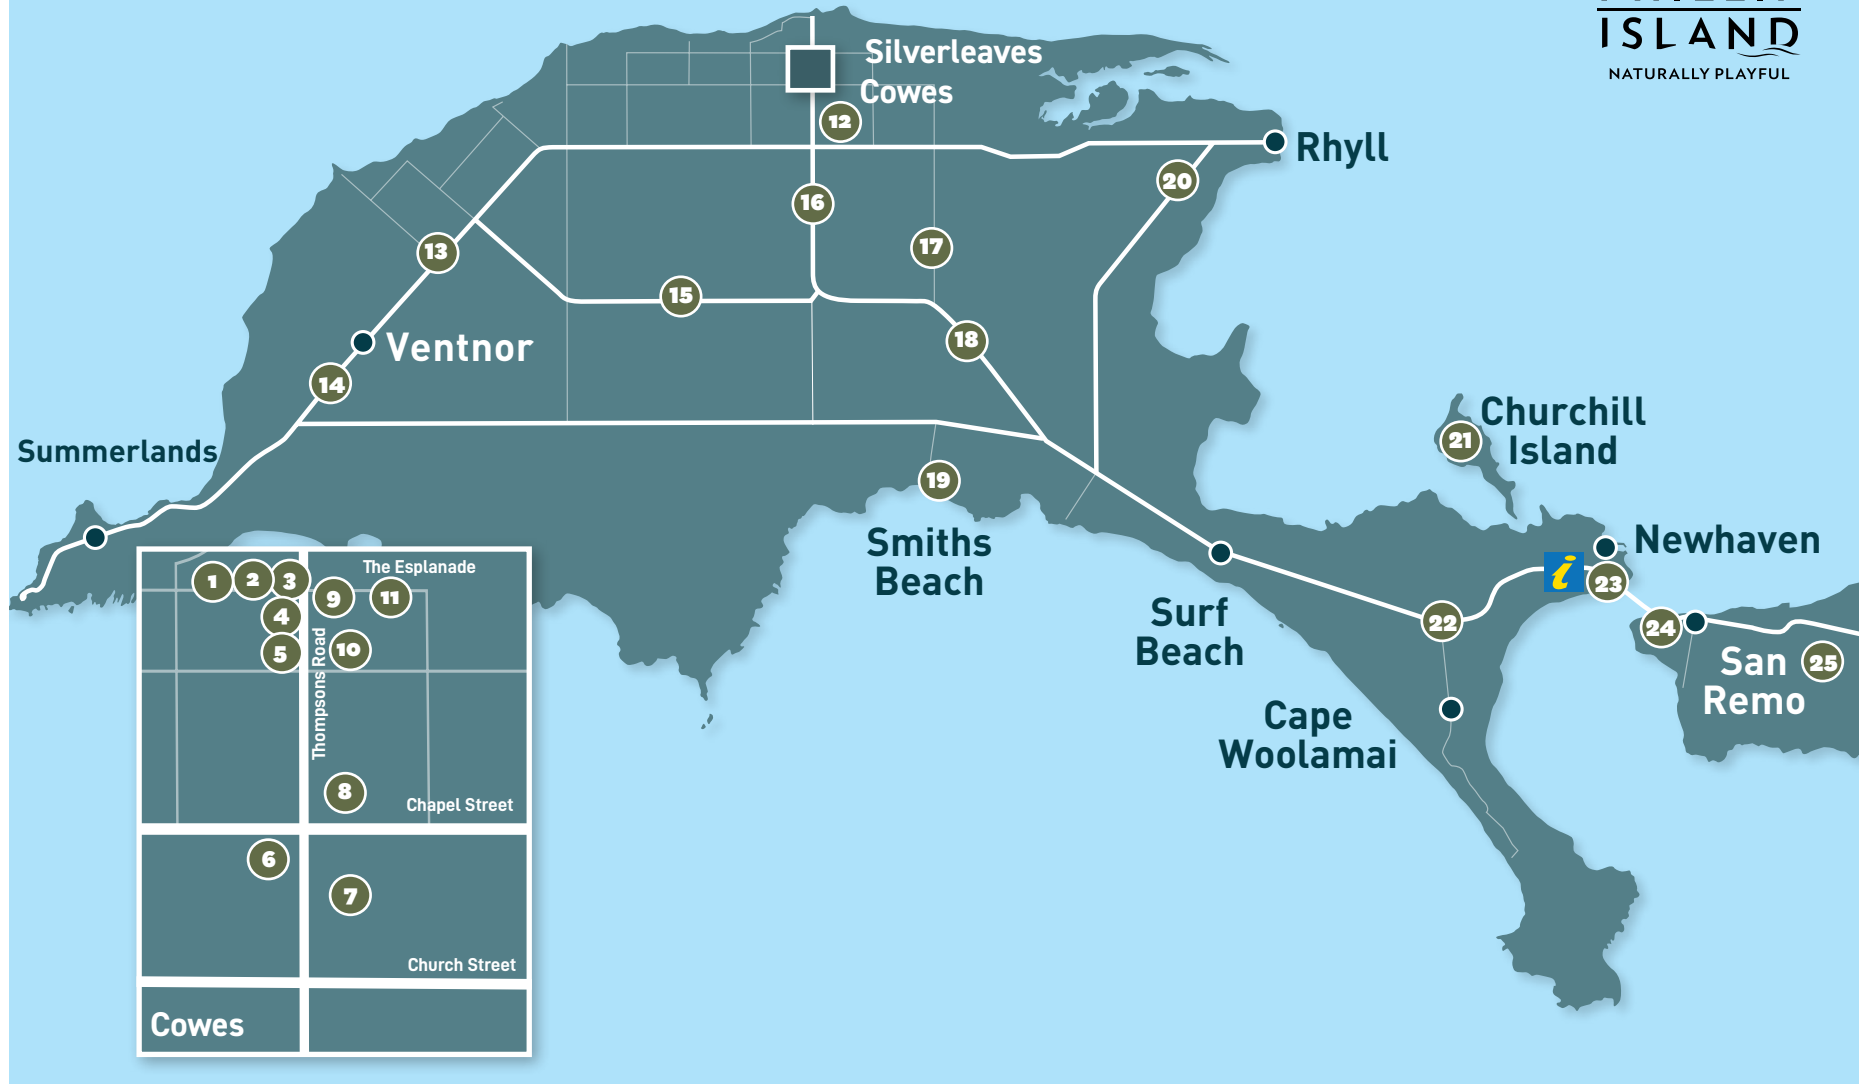 ISLAND
NATURALLY PLAYFUL
Silverleaves
Cowes
12
Rhyll
20
16
17
13
15
18
Ventnor
14
Churchill
Island
21
Summerlands
19
Smiths
Beach
Newhaven
i
23
Surf
Beach
22
24
San
Remo
25
Cape
Woolamai
The Esplanade
1
2
3
9
11
4
5
10
Thompsons Road
8
Chapel Street
6
7
Church Street
Cowes